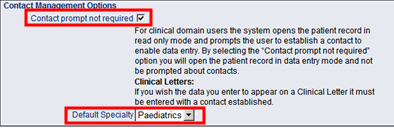 Contact Management Options
Contact prompt not required
For clinical domain users the system opens the patient record in
read only mode and prompts the user to establish a contact to
enable data entry. By selecting the "Contact prompt not required"
option you will open the patient record in data entry mode and not
be prompted about contacts.
Clinical Letters:
If you wish the data you enter to appear on a Clinical Letter it must
be entered with a contact established.
Default Specialty Paediatrics